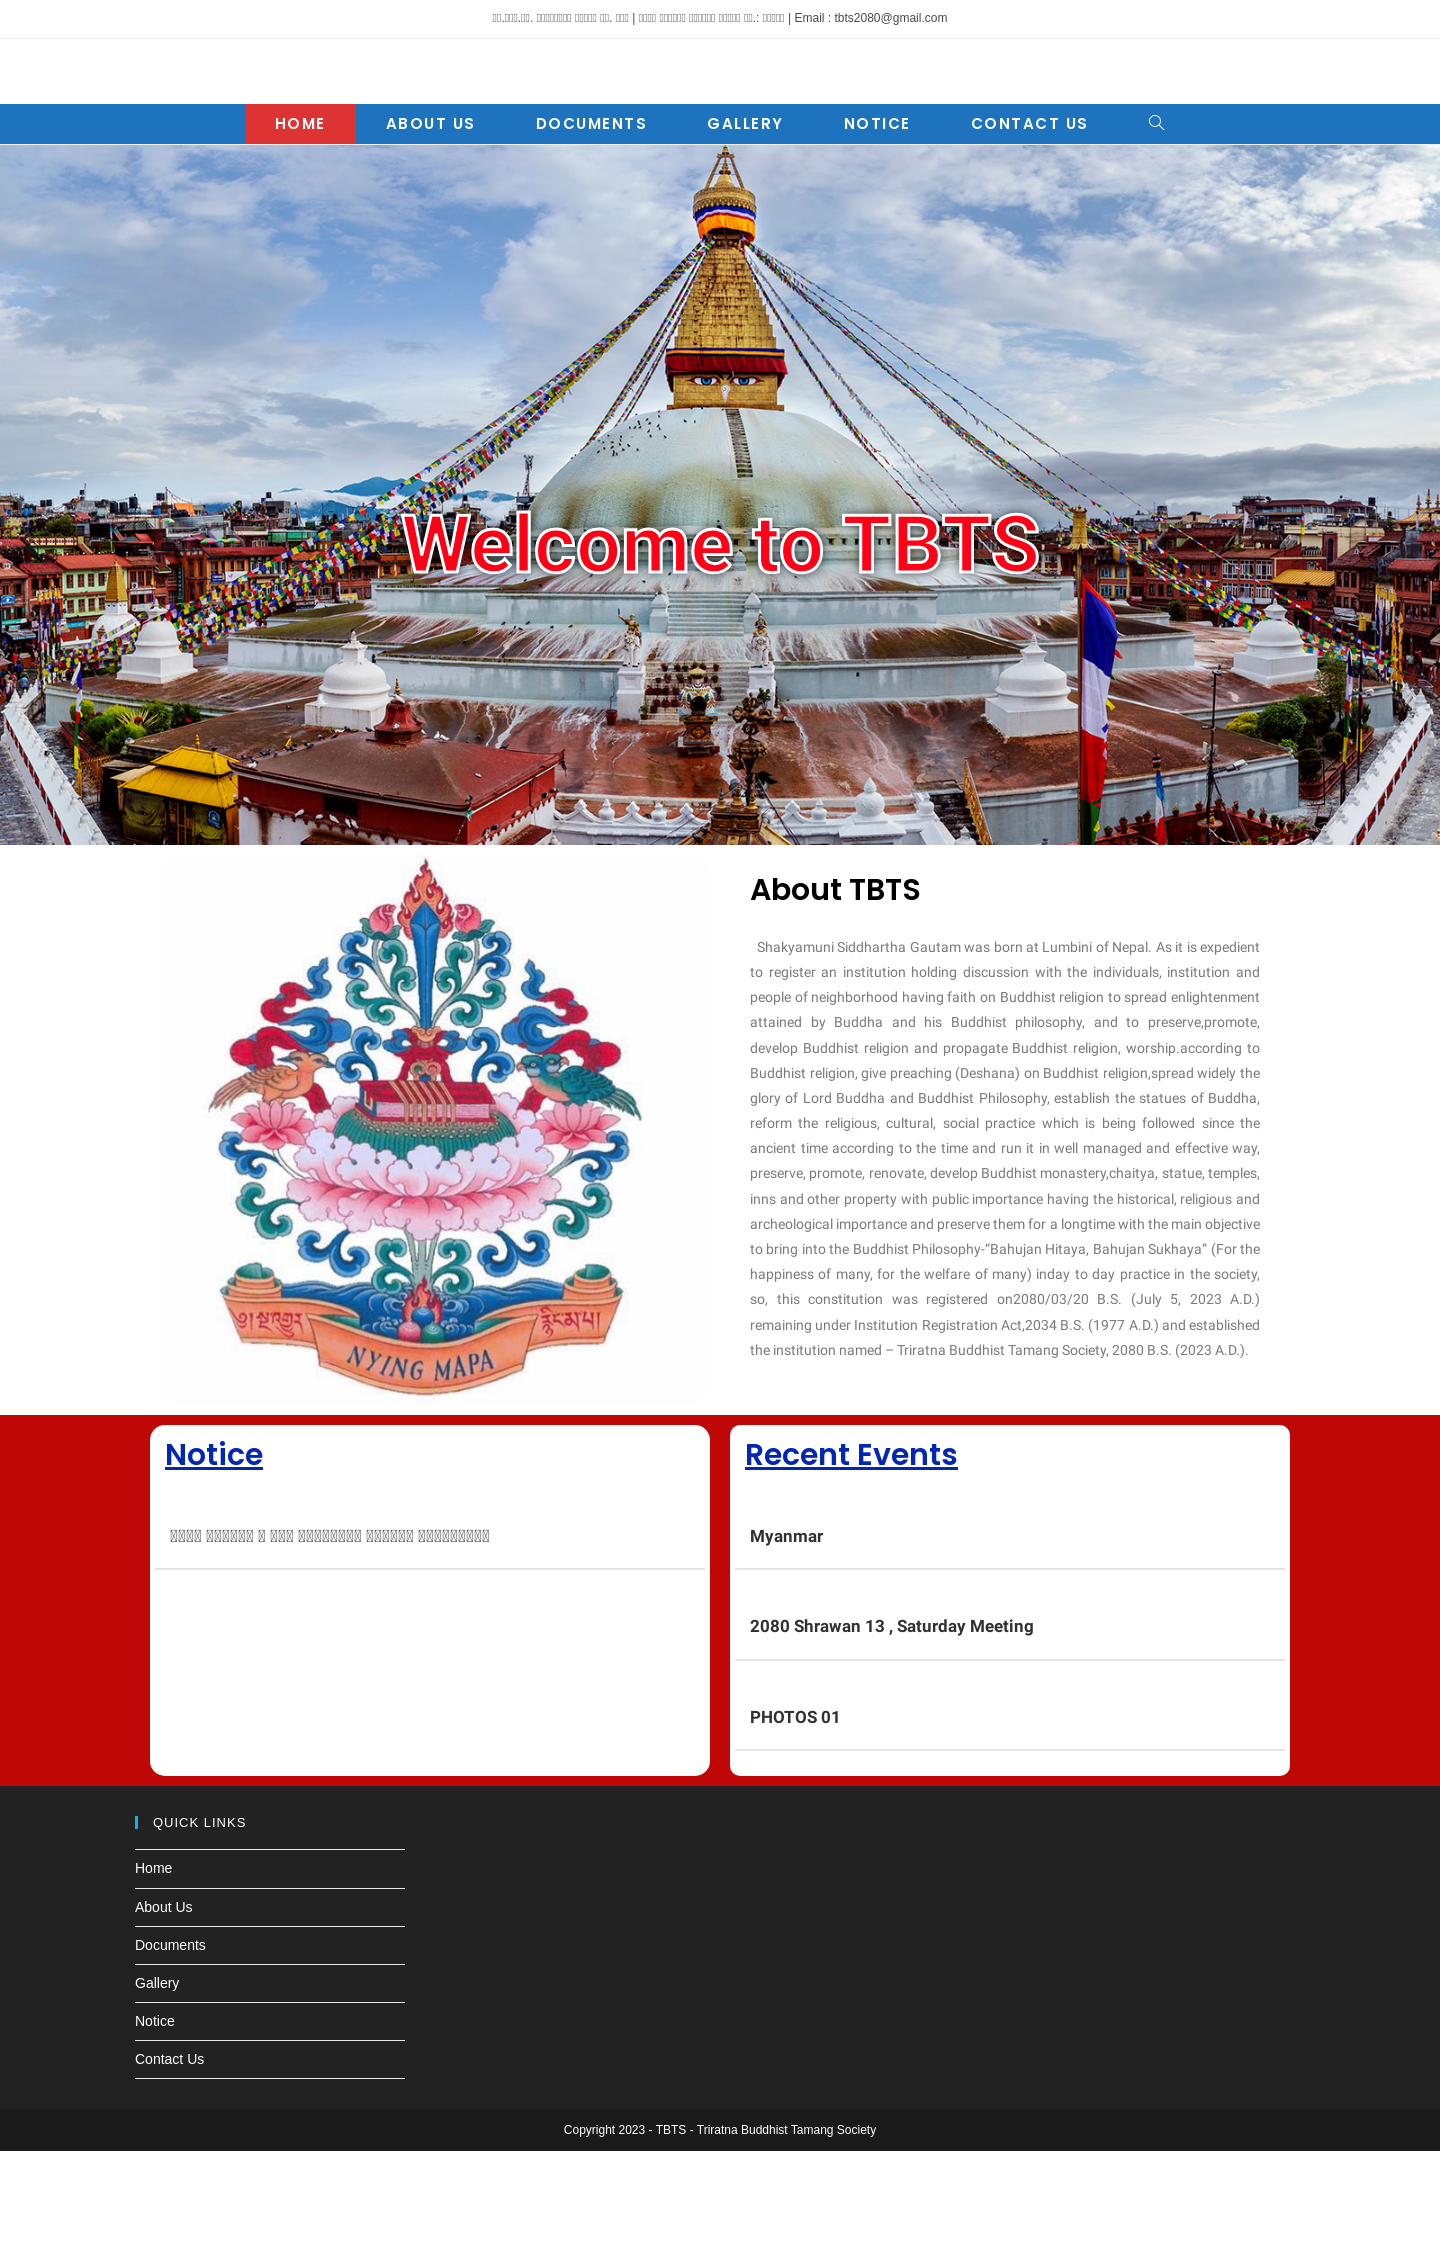 | Email : tbts2080@gmail.com
HOME
ABOUT US
DOCUMENTS
GALLERY
NOTICE
CONTACT US
Welcome to TBTS
NYING MAPA
About TBTS
Shakyamuni Siddhartha Gautam was born at Lumbini of Nepal. As it is expedient
to register an institution holding discussion with the individuals, institution and
people of neighborhood having faith on Buddhist religion to spread enlightenment
attained by Buddha and his Buddhist philosophy, and to preserve,promote,
develop Buddhist religion and propagate Buddhist religion, worship.according to
Buddhist religion, give preaching (Deshana) on Buddhist religion,spread widely the
glory of Lord Buddha and Buddhist Philosophy, establish the statues of Buddha,
reform the religious, cultural, social practice which is being followed since the
ancient time according to the time and run it in well managed and effective way,
preserve, promote, renovate, develop Buddhist monastery,chaitya, statue, temples,
inns and other property with public importance having the historical, religious and
archeological importance and preserve them for a longtime with the main objective
to bring into the Buddhist Philosophy-“Bahujan Hitaya, Bahujan Sukhaya” (For the
happiness of many, for the welfare of many) inday to day practice in the society,
so, this constitution was registered on2080/03/20 B.S. (July 5, 2023 A.D.)
remaining under Institution Registration Act,2034 B.S. (1977 A.D.) and established
the institution named – Triratna Buddhist Tamang Society, 2080 B.S. (2023 A.D.).
Notice
Recent Events
Myanmar
2080 Shrawan 13 , Saturday Meeting
PHOTOS 01
QUICK LINKS
Home
About Us
Documents
Gallery
Notice
Contact Us
Copyright 2023 - TBTS - Triratna Buddhist Tamang Society